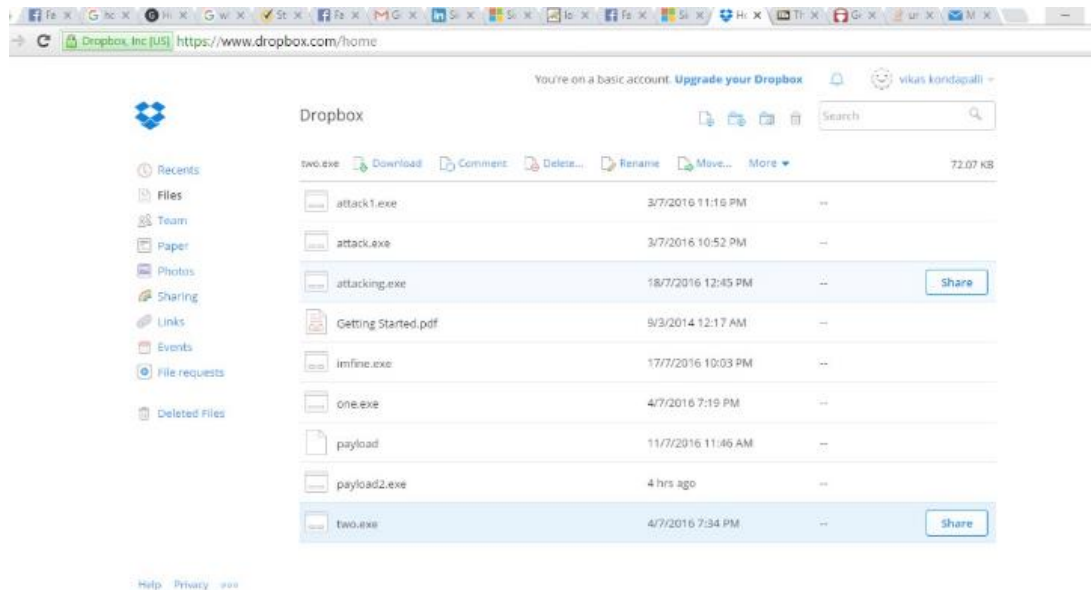 Dropbox, Inc [US] https://www.dropbox.com/home
You're on a basic account. Upgrade your Dropbox vikas kondapalli
Dropbox Search
two.exe Download Comment Delete... Rename Move... More 72.07 KB
Recents
Files
Team
Paper
Photos
Sharing
Links
Events
File requests
Deleted Files
attack1.exe 3/7/2016 11:16 PM --
attack.exe 3/7/2016 10:52 PM --
attacking.exe 18/7/2016 12:45 PM -- Share
Getting Started.pdf 9/3/2014 12:17 AM --
imfine.exe 17/7/2016 10:03 PM --
one.exe 4/7/2016 7:19 PM --
payload 11/7/2016 11:46 AM --
payload2.exe 4 hrs ago --
two.exe 4/7/2016 7:34 PM -- Share
Help Privacy